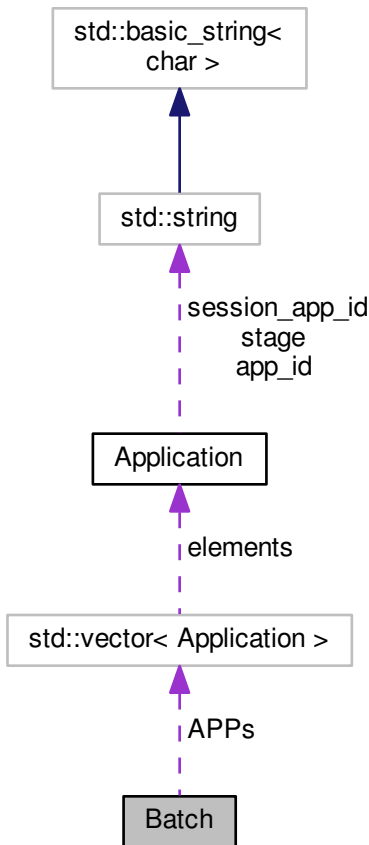 std::basic_string<
char >
std::string
session_app_id
stage
app_id
Application
elements
std::vector< Application >
APPs
Batch